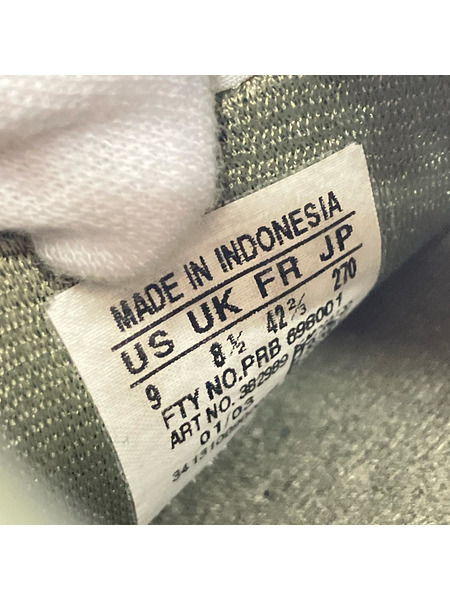 MADE IN INDONESIA
US UK FR JP
9 8½ 42⅔ 270
FTY NO.PRB 698001
ART NO. 382989
01/03